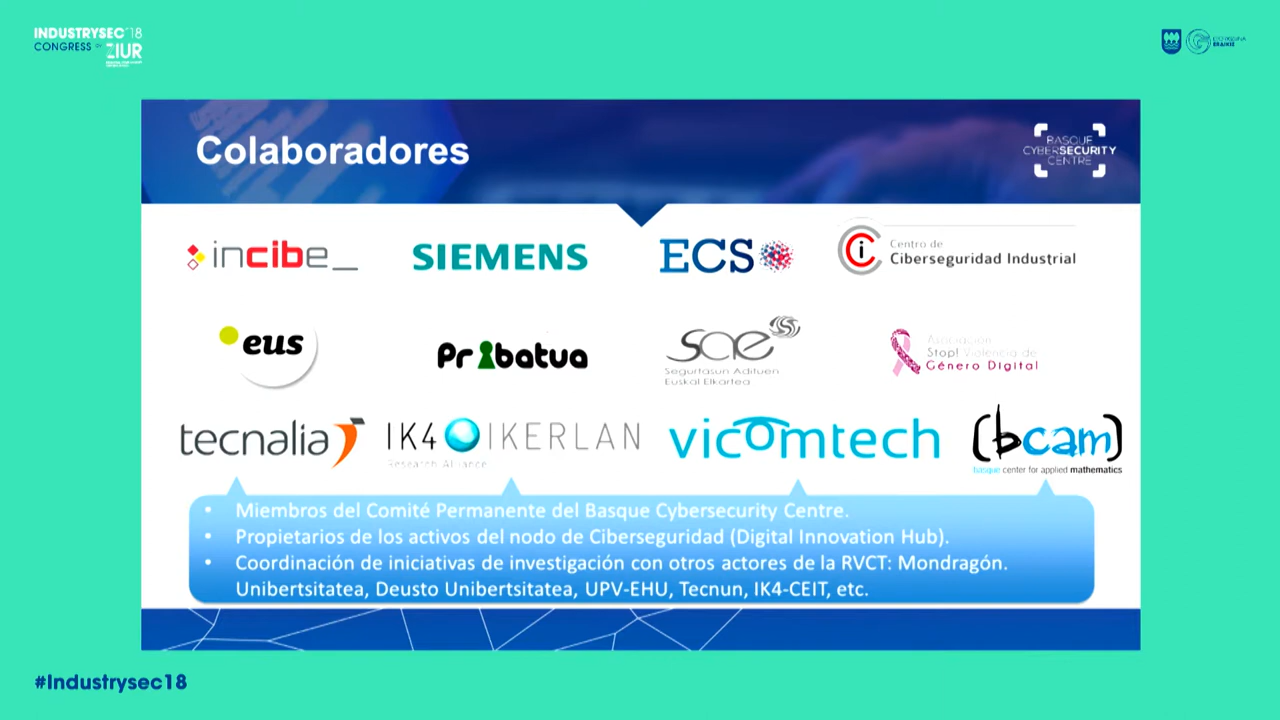 INDUSTRYSEC'18
CONGRESS BY ZIUR
Colaboradores
BASQUE
CYBERSECURITY
CENTRE
incibe_
SIEMENS
ECS
Centro de
Ciberseguridad Industrial
eus
Pribatua
sae
Segurtasun Adituen
Euskal Elkartea
Asociación
Stop! Violencia de
Género Digital
tecnalia
IK4 IKERLAN
Research Alliance
vicomtech
(bcam)
basque center for applied mathematics
• Miembros del Comité Permanente del Basque Cybersecurity Centre.
• Propietarios de los activos del nodo de Ciberseguridad (Digital Innovation Hub).
• Coordinación de iniciativas de investigación con otros actores de la RVCT: Mondragón.
Unibertsitatea, Deusto Unibertsitatea, UPV-EHU, Tecnun, IK4-CEIT, etc.
#Industrysec18